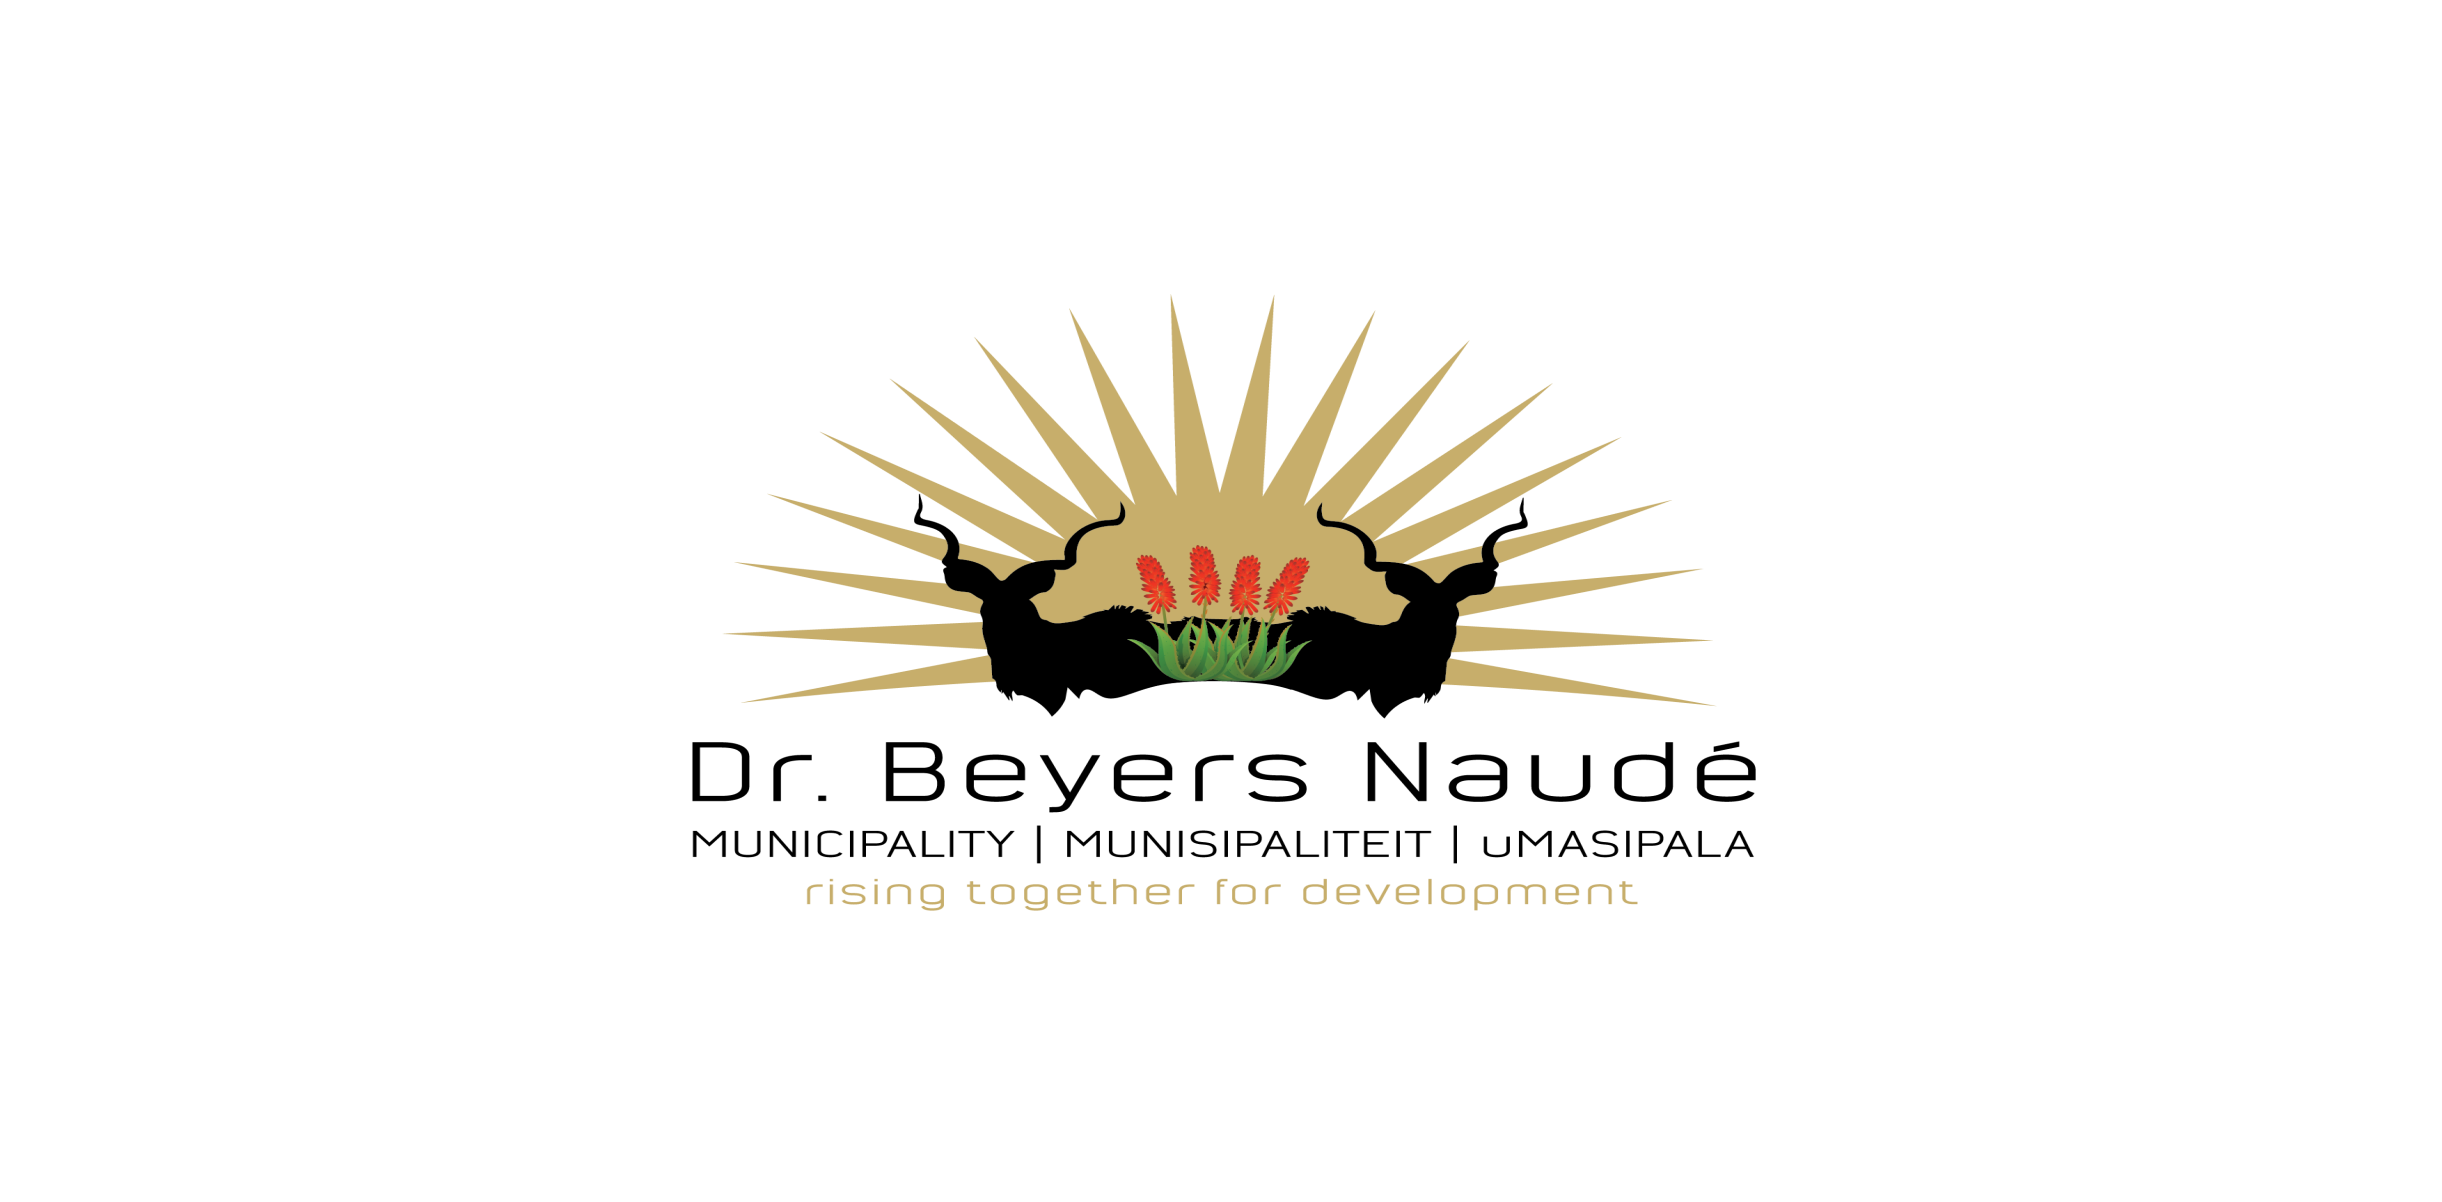 Dr. Beyers Naudé
MUNICIPALITY | MUNISIPALITEIT | uMASIPALA
rising together for development